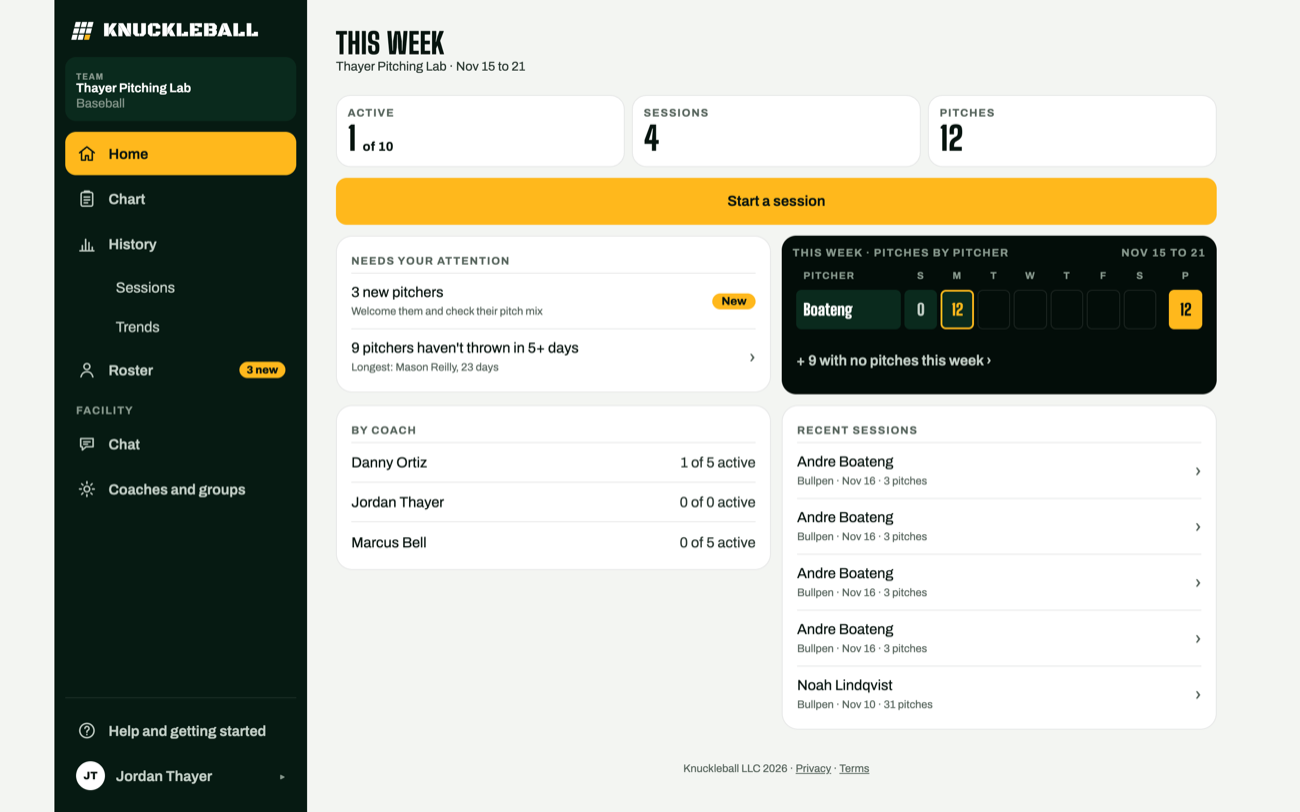 KNUCKLEBALL
TEAM
Thayer Pitching Lab
Baseball
Home
Chart
History
Sessions
Trends
Roster 3 new
FACILITY
Chat
Coaches and groups
Help and getting started
JT Jordan Thayer
THIS WEEK
Thayer Pitching Lab · Nov 15 to 21
ACTIVE
1 of 10
SESSIONS
4
PITCHES
12
Start a session
NEEDS YOUR ATTENTION
3 new pitchers
Welcome them and check their pitch mix
New
9 pitchers haven't thrown in 5+ days
Longest: Mason Reilly, 23 days
THIS WEEK · PITCHES BY PITCHER NOV 15 TO 21
PITCHER S M T W T F S P
Boateng 0 12 12
+ 9 with no pitches this week ›
BY COACH
Danny Ortiz 1 of 5 active
Jordan Thayer 0 of 0 active
Marcus Bell 0 of 5 active
RECENT SESSIONS
Andre Boateng
Bullpen · Nov 16 · 3 pitches
Andre Boateng
Bullpen · Nov 16 · 3 pitches
Andre Boateng
Bullpen · Nov 16 · 3 pitches
Andre Boateng
Bullpen · Nov 16 · 3 pitches
Noah Lindqvist
Bullpen · Nov 10 · 31 pitches
Knuckleball LLC 2026 · Privacy · Terms